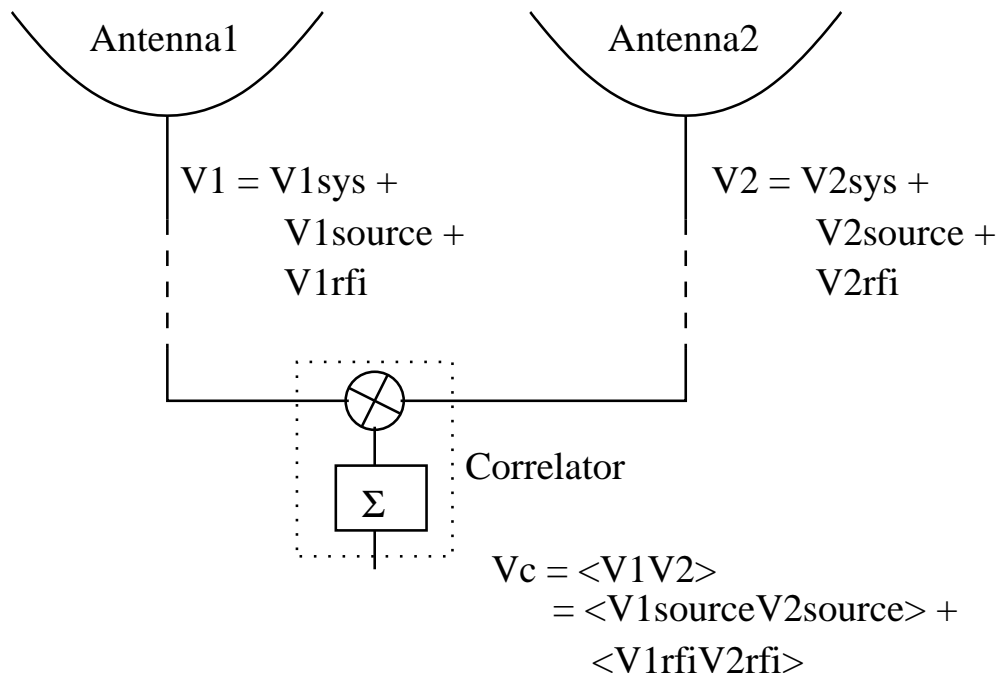 Antenna1
Antenna2
V1 = V1sys +
V1source +
V1rfi
V2 = V2sys +
V2source +
V2rfi
Correlator
Σ
Vc = <V1V2>
= <V1sourceV2source> +
<V1rfiV2rfi>